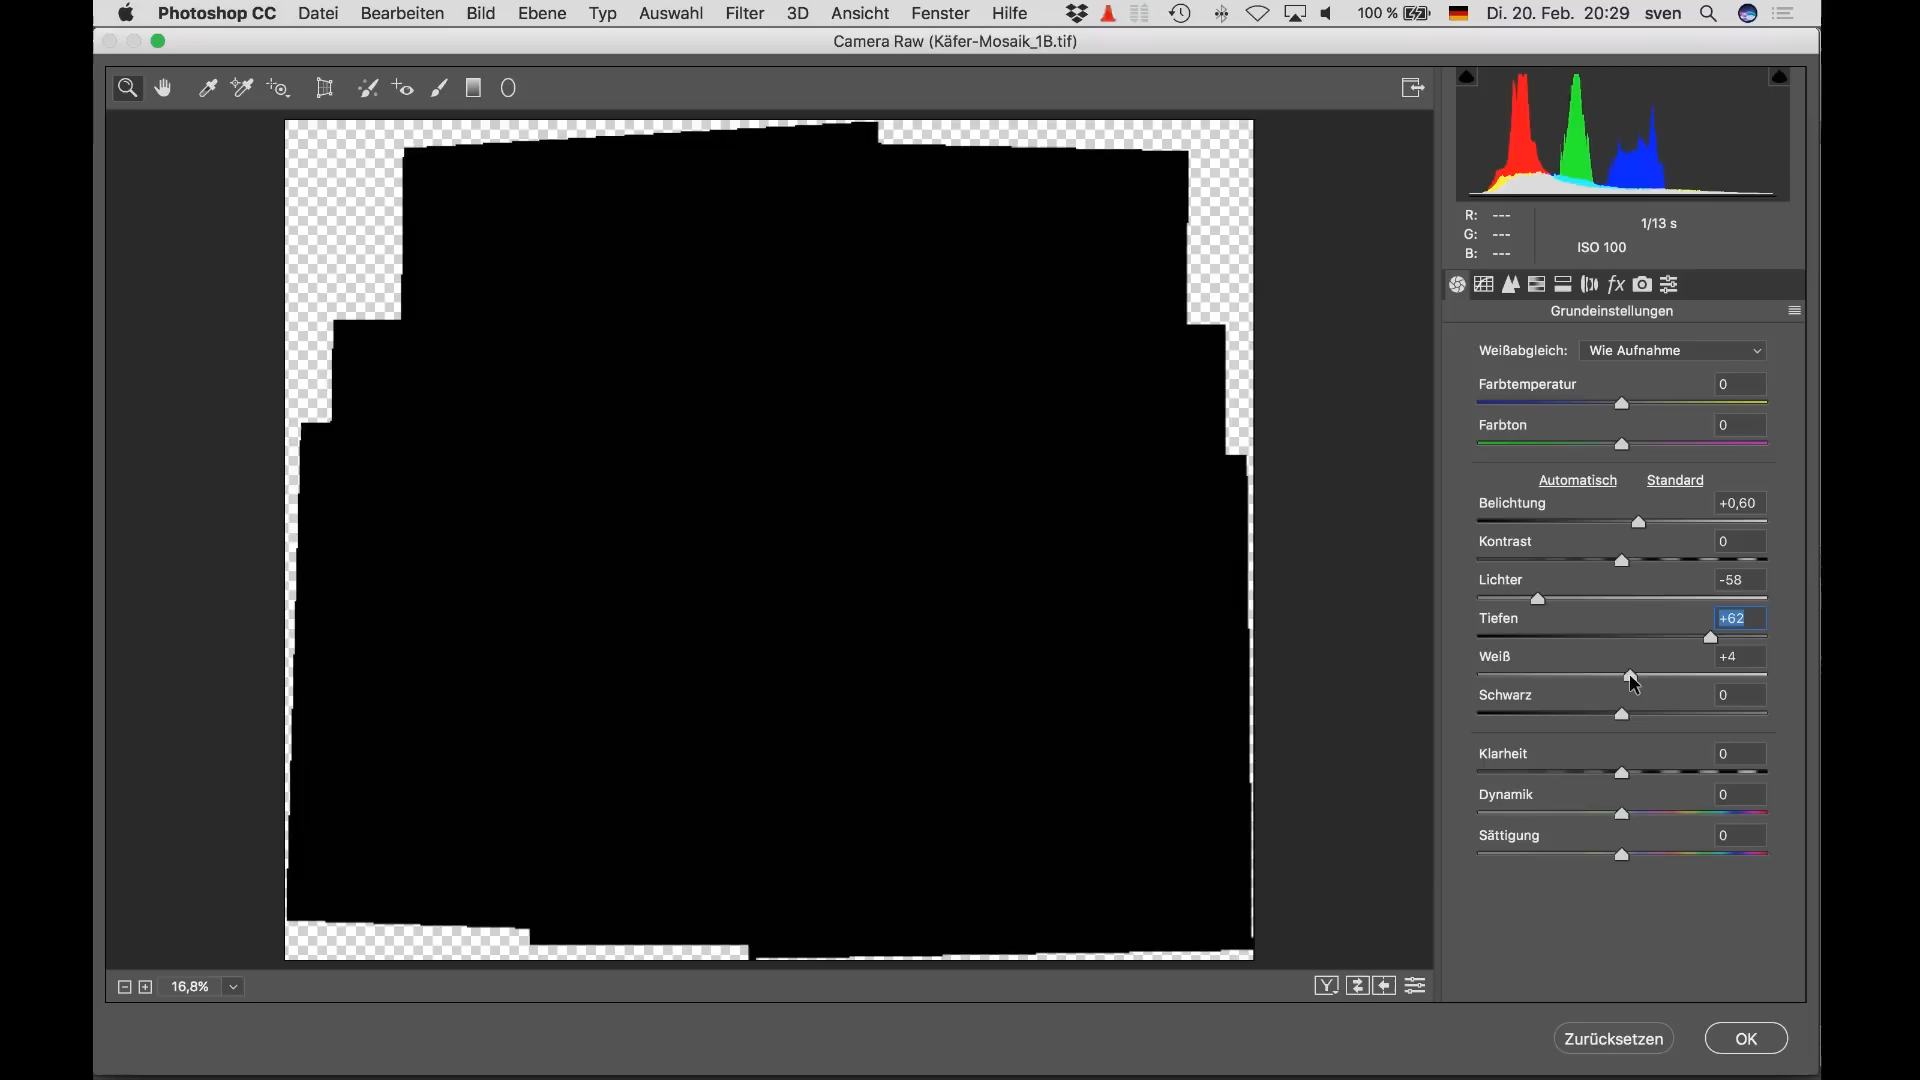 Photoshop CC Datei Bearbeiten Bild Ebene Typ Auswahl Filter 3D Ansicht Fenster Hilfe 100 % Di. 20. Feb. 20:29 sven
Camera Raw (Käfer-Mosaik_1B.tif)
R: ---
G: ---
B: ---
1/13 s
ISO 100
fx
Grundeinstellungen
Weißabgleich: Wie Aufnahme
Farbtemperatur 0
Farbton 0
Automatisch Standard
Belichtung +0,60
Kontrast 0
Lichter -58
Tiefen +62
Weiß +4
Schwarz 0
Klarheit 0
Dynamik 0
Sättigung 0
16,8% Y
Zurücksetzen OK